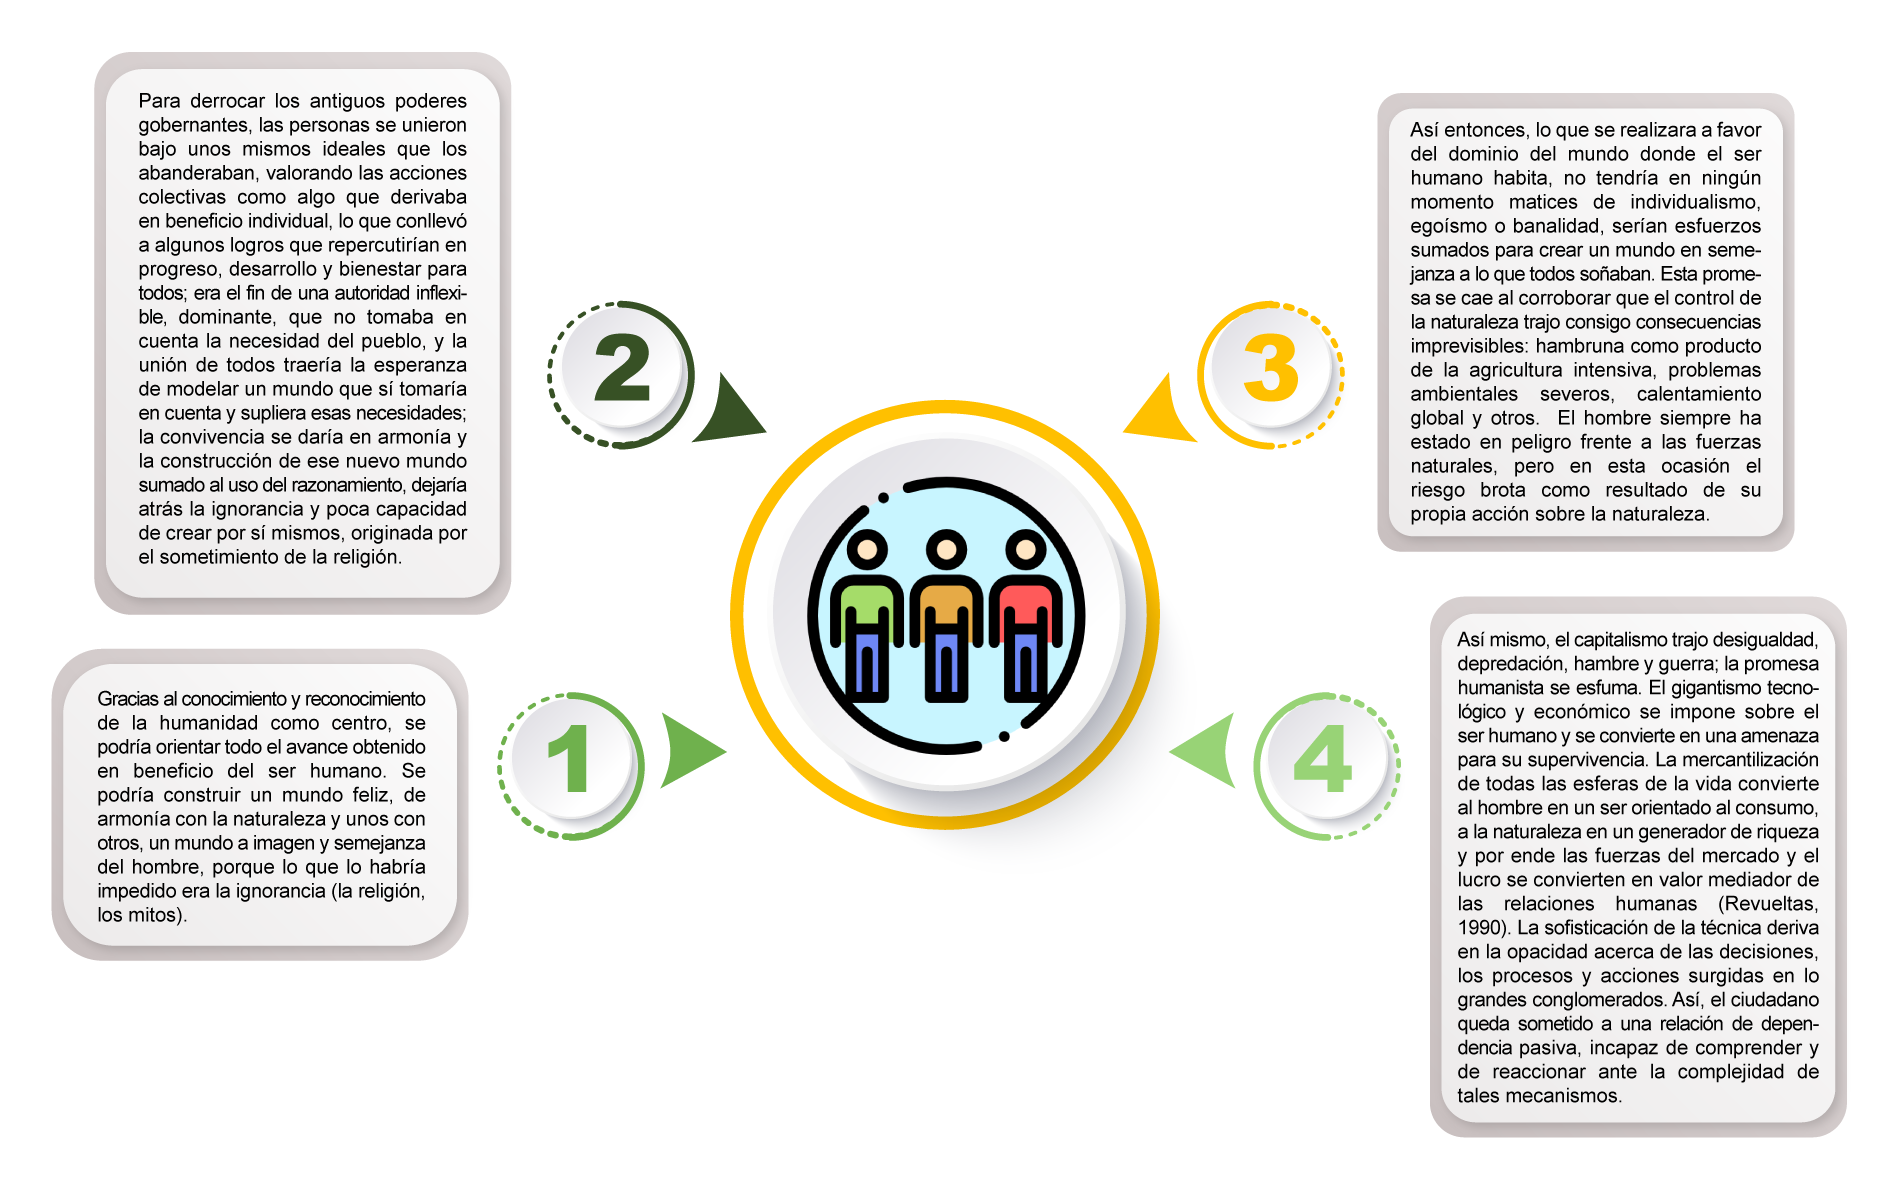 Para derrocar los antiguos poderes
gobernantes, las personas se unieron
bajo unos mismos ideales que los
abanderaban, valorando las acciones
colectivas como algo que derivaba
en beneficio individual, lo que conllevó
a algunos logros que repercutirían en
progreso, desarrollo y bienestar para
todos; era el fin de una autoridad inflexi-
ble, dominante, que no tomaba en
cuenta la necesidad del pueblo, y la
unión de todos traería la esperanza
de modelar un mundo que sí tomaría
en cuenta y supliera esas necesidades;
la convivencia se daría en armonía y
la construcción de ese nuevo mundo
sumado al uso del razonamiento, dejaría
atrás la ignorancia y poca capacidad
de crear por sí mismos, originada por
el sometimiento de la religión.
2
Gracias al conocimiento y reconocimiento
de la humanidad como centro, se
podría orientar todo el avance obtenido
en beneficio del ser humano. Se
podría construir un mundo feliz, de
armonía con la naturaleza y unos con
otros, un mundo a imagen y semejanza
del hombre, porque lo que lo habría
impedido era la ignorancia (la religión,
los mitos).
1
Así entonces, lo que se realizara a favor
del dominio del mundo donde el ser
humano habita, no tendría en ningún
momento matices de individualismo,
egoísmo o banalidad, serían esfuerzos
sumados para crear un mundo en seme-
janza a lo que todos soñaban. Esta prome-
sa se cae al corroborar que el control de
la naturaleza trajo consigo consecuencias
imprevisibles: hambruna como producto
de la agricultura intensiva, problemas
ambientales severos, calentamiento
global y otros. El hombre siempre ha
estado en peligro frente a las fuerzas
naturales, pero en esta ocasión el
riesgo brota como resultado de su
propia acción sobre la naturaleza.
3
Así mismo, el capitalismo trajo desigualdad,
depredación, hambre y guerra; la promesa
humanista se esfuma. El gigantismo tecno-
lógico y económico se impone sobre el
ser humano y se convierte en una amenaza
para su supervivencia. La mercantilización
de todas las esferas de la vida convierte
al hombre en un ser orientado al consumo,
a la naturaleza en un generador de riqueza
y por ende las fuerzas del mercado y el
lucro se convierten en valor mediador de
las relaciones humanas (Revueltas,
1990). La sofisticación de la técnica deriva
en la opacidad acerca de las decisiones,
los procesos y acciones surgidas en lo
grandes conglomerados. Así, el ciudadano
queda sometido a una relación de depen-
dencia pasiva, incapaz de comprender y
de reaccionar ante la complejidad de
tales mecanismos.
4